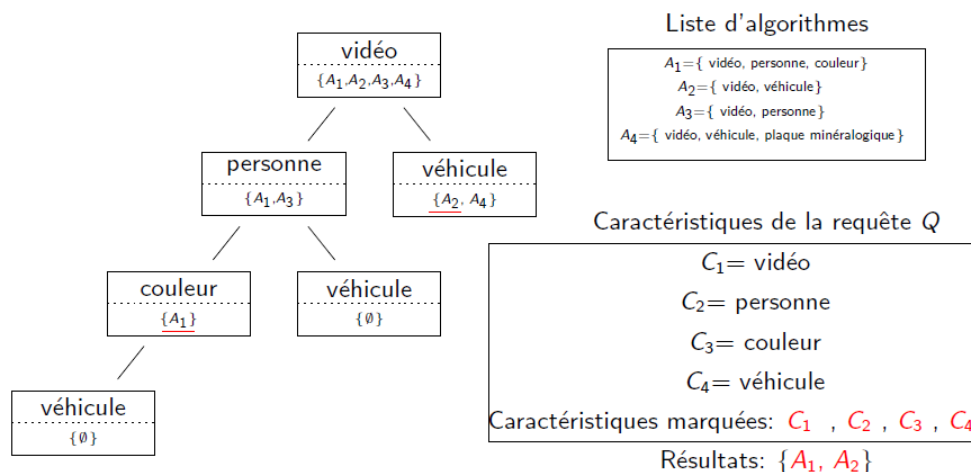 vidéo
{A₁,A₂,A₃,A₄}
personne
{A₁,A₃}
véhicule
{A₂, A₄}
couleur
{A₁}
véhicule
{∅}
véhicule
{∅}
Liste d'algorithmes
A₁={ vidéo, personne, couleur}
A₂={ vidéo, véhicule}
A₃={ vidéo, personne}
A₄={ vidéo, véhicule, plaque minéralogique}
Caractéristiques de la requête Q
C₁= vidéo
C₂= personne
C₃= couleur
C₄= véhicule
Caractéristiques marquées: C₁ , C₂ , C₃ , C₄
Résultats: {A₁, A₂}